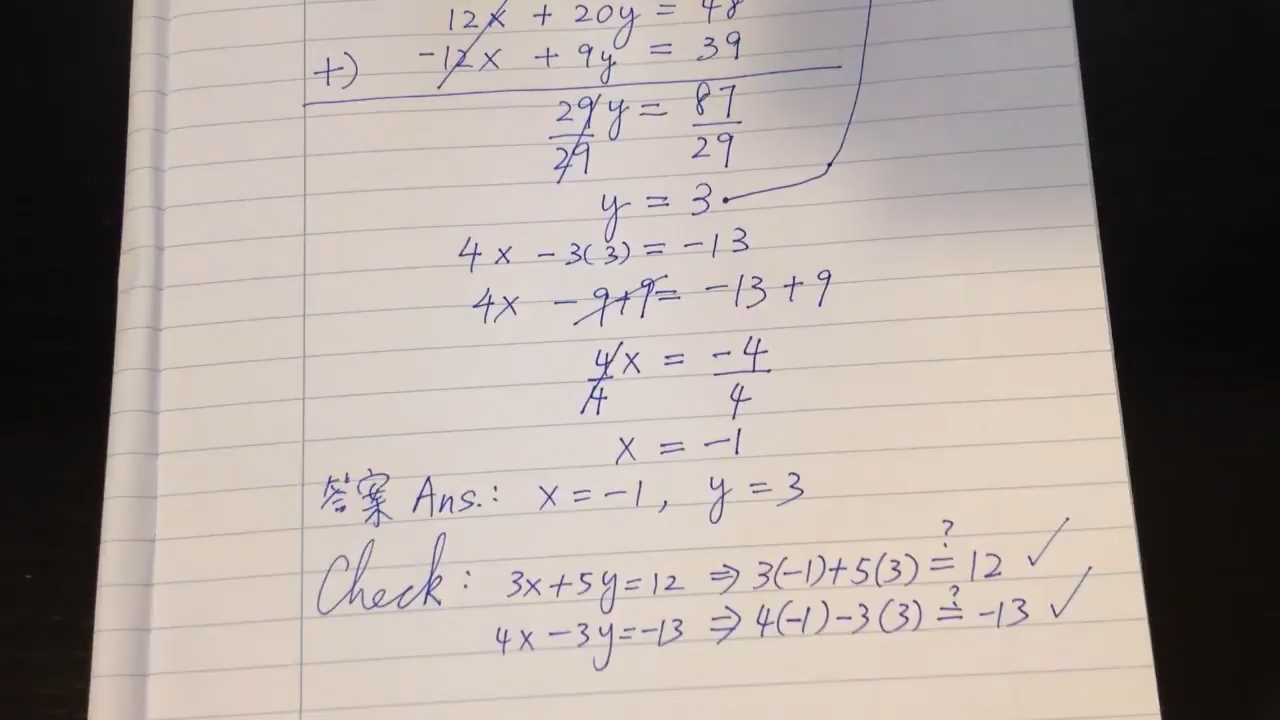 12x + 20y = 48
+) -12x + 9y = 39
29y/29 = 87/29
y = 3
4x - 3(3) = -13
4x - 9+9 = -13 + 9
4x/4 = -4/4
x = -1
答案 Ans.: x = -1, y = 3
Check: 3x+5y=12 ⇒ 3(-1)+5(3) ≟ 12 ✓
4x-3y=-13 ⇒ 4(-1)-3(3) ≟ -13 ✓